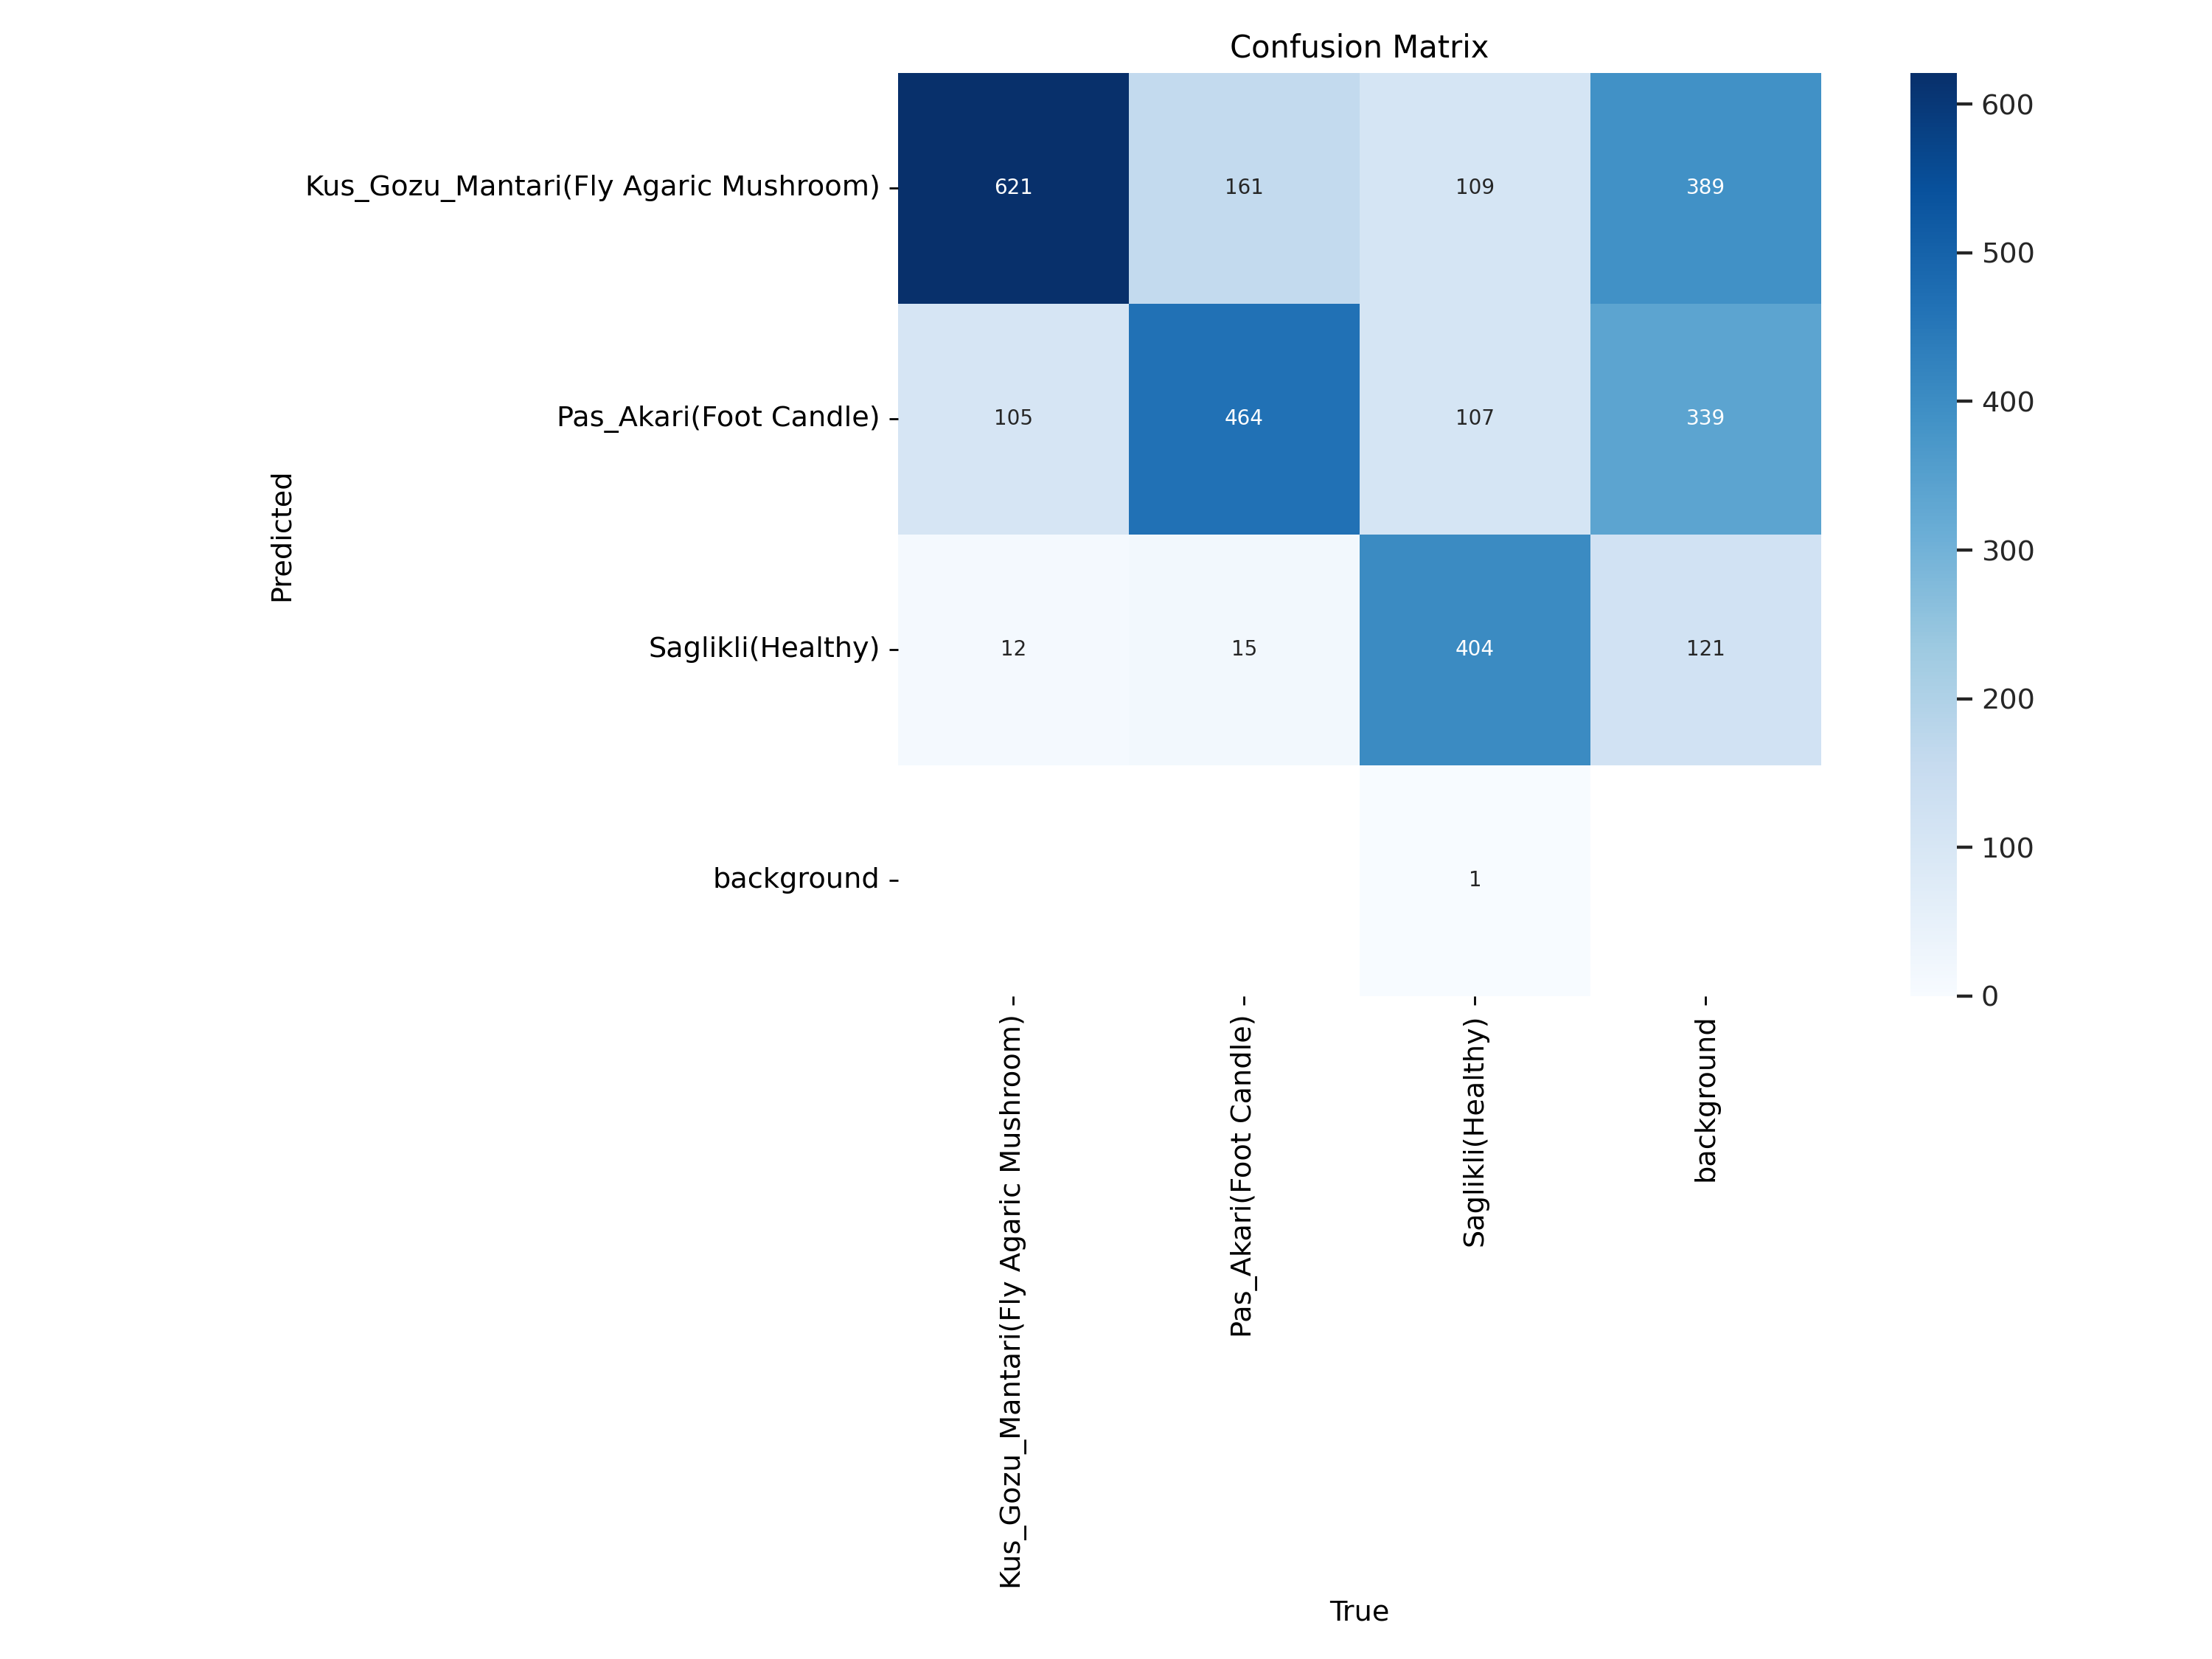 Confusion Matrix
Kus_Gozu_Mantari(Fly Agaric Mushroom)
621 161 109 389
600
500
Pas_Akari(Foot Candle)
105 464 107 339
400
Predicted
300
Saglikli(Healthy)
12 15 404 121
200
background
1
100
0
Kus_Gozu_Mantari(Fly Agaric Mushroom)
Pas_Akari(Foot Candle)
Saglikli(Healthy)
background
True